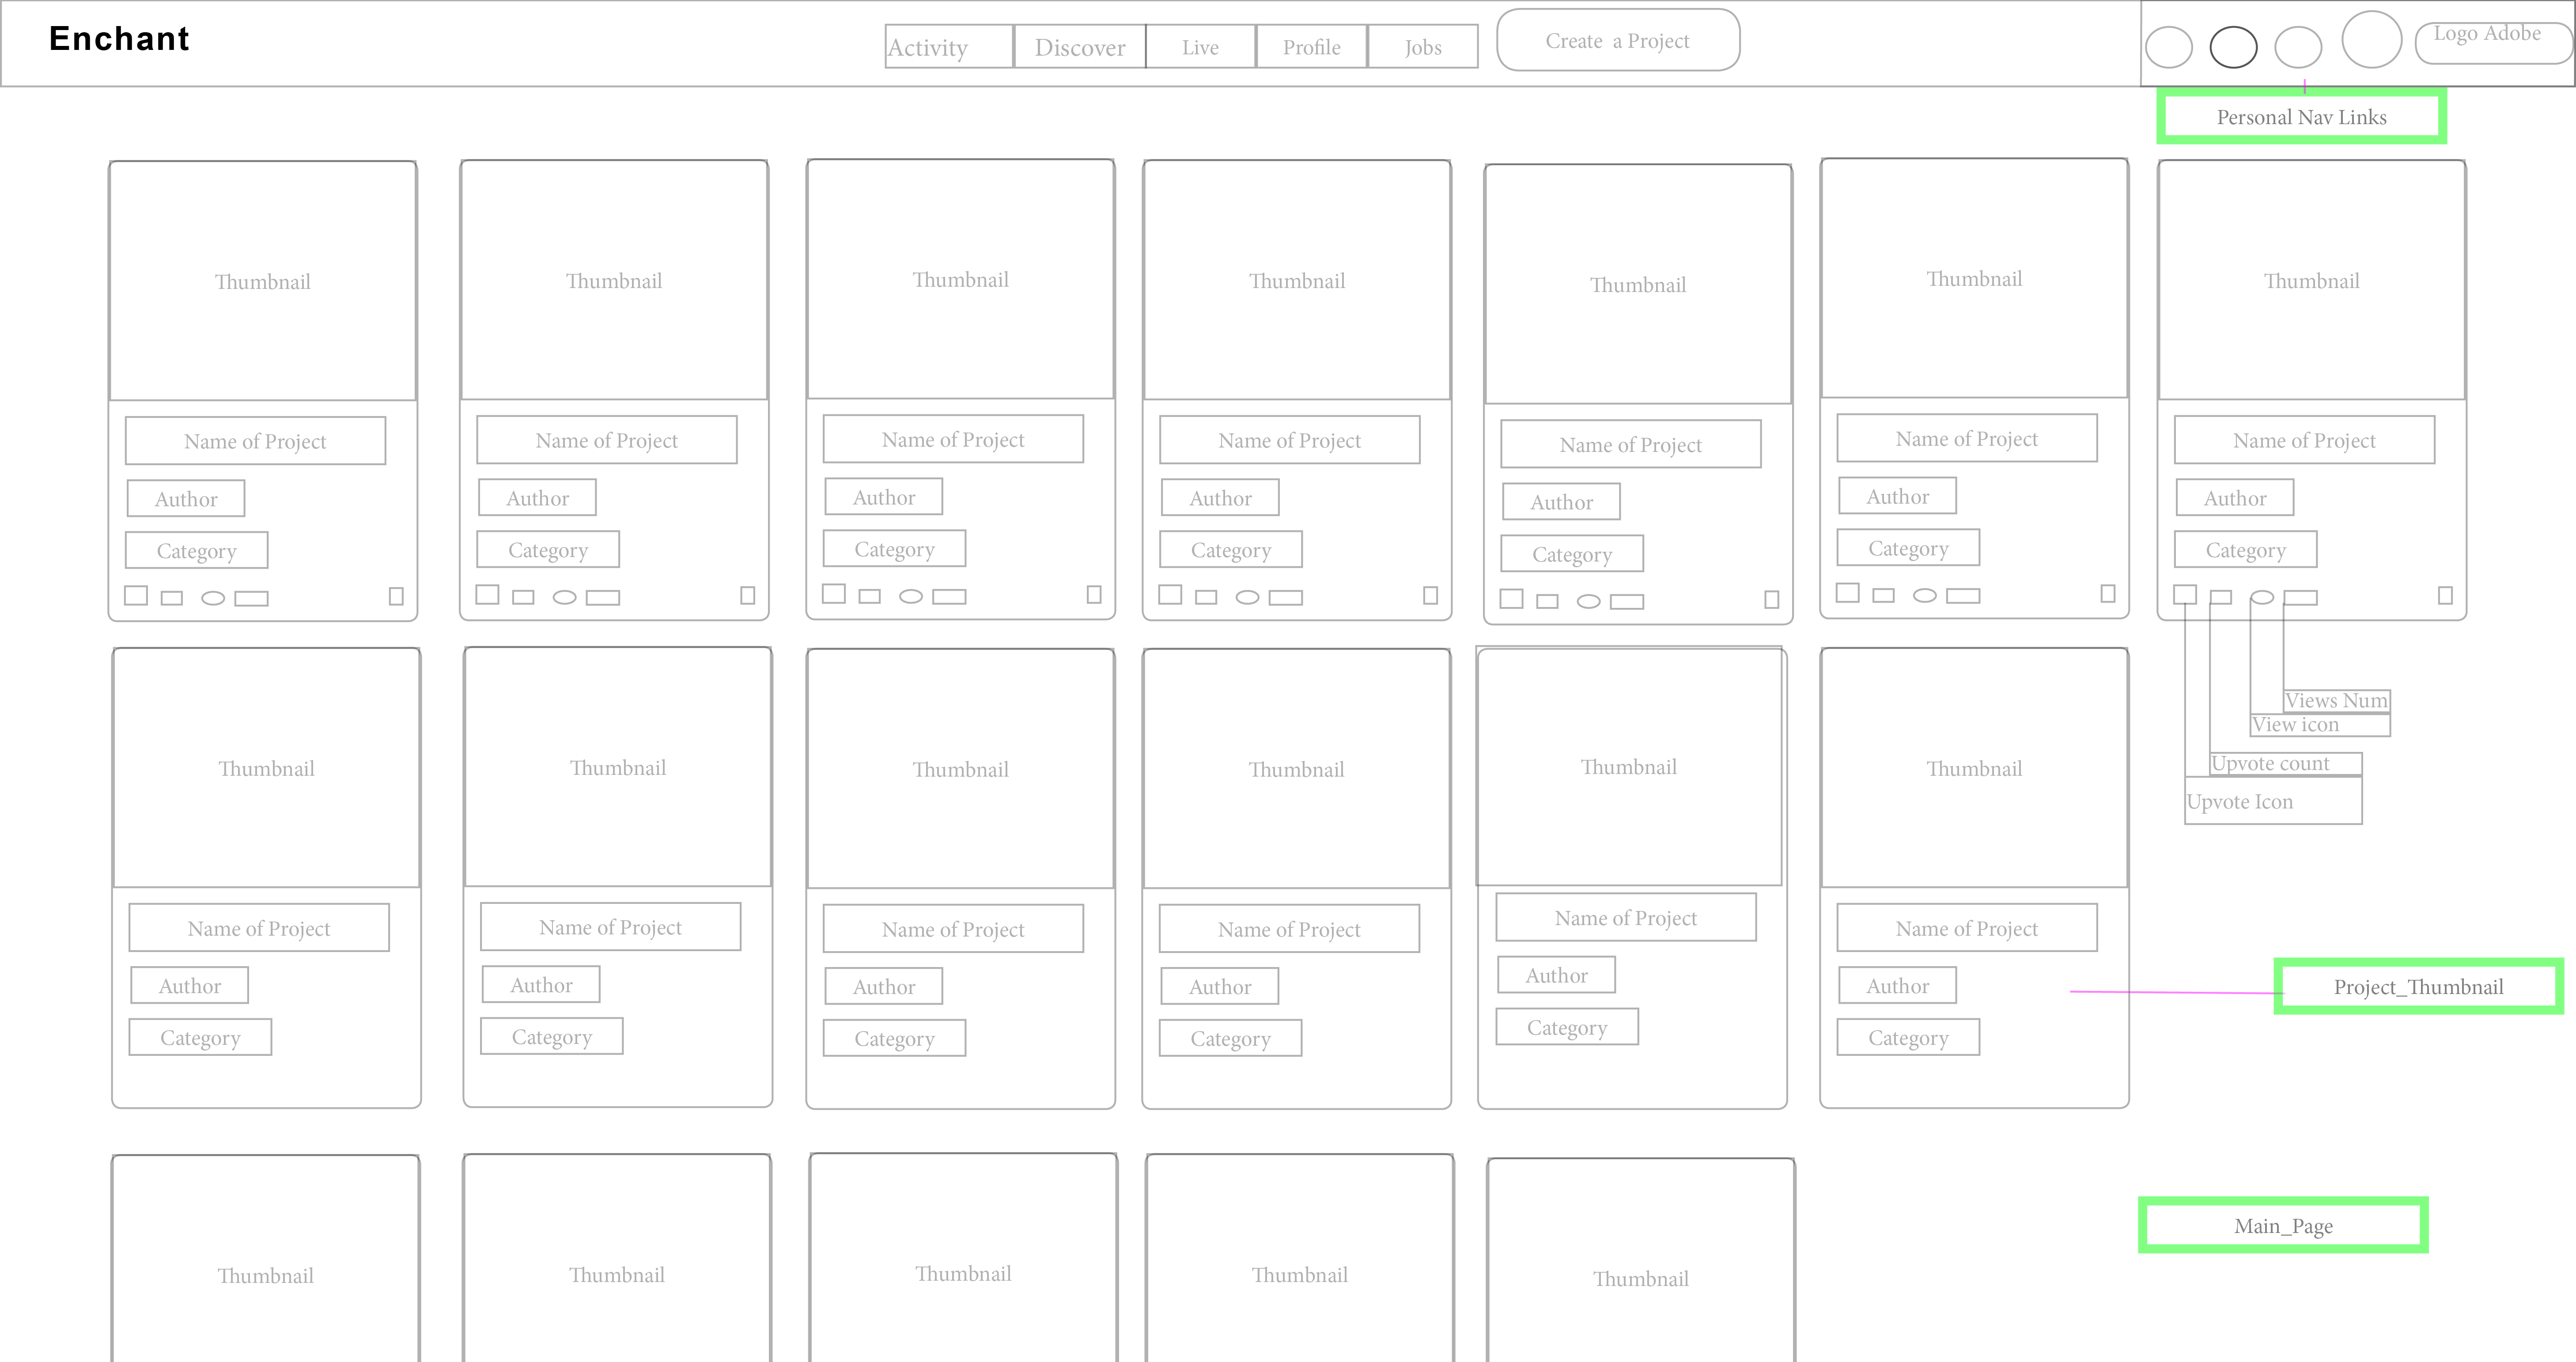 Enchant
Activity
Discover
Live
Profile
Jobs
Create a Project
Logo Adobe
Personal Nav Links
Thumbnail
Thumbnail
Thumbnail
Thumbnail
Thumbnail
Thumbnail
Thumbnail
Name of Project
Name of Project
Name of Project
Name of Project
Name of Project
Name of Project
Name of Project
Author
Author
Author
Author
Author
Author
Author
Category
Category
Category
Category
Category
Category
Category
Views Num
View icon
Upvote count
Upvote Icon
Thumbnail
Thumbnail
Thumbnail
Thumbnail
Thumbnail
Thumbnail
Name of Project
Name of Project
Name of Project
Name of Project
Name of Project
Name of Project
Author
Author
Author
Author
Author
Author
Project_Thumbnail
Category
Category
Category
Category
Category
Category
Main_Page
Thumbnail
Thumbnail
Thumbnail
Thumbnail
Thumbnail